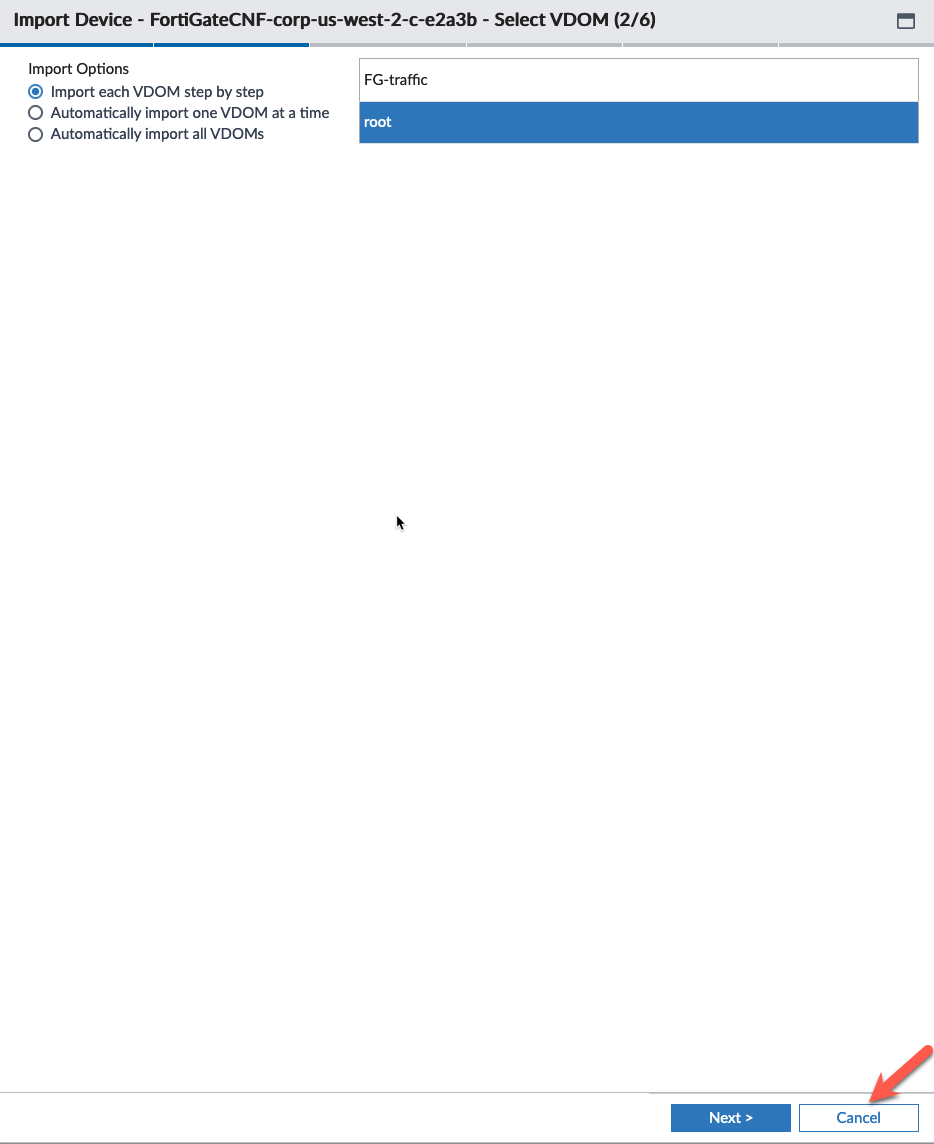 Import Device - FortiGateCNF-corp-us-west-2-c-e2a3b - Select VDOM (2/6)
Import Options
Import each VDOM step by step
Automatically import one VDOM at a time
Automatically import all VDOMs
FG-traffic
root
Next >
Cancel